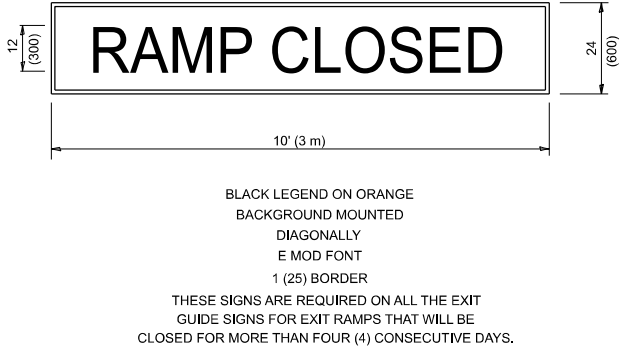 RAMP CLOSED
12
(300)
24
(600)
10' (3 m)
BLACK LEGEND ON ORANGE
BACKGROUND MOUNTED
DIAGONALLY
E MOD FONT
1 (25) BORDER
THESE SIGNS ARE REQUIRED ON ALL THE EXIT
GUIDE SIGNS FOR EXIT RAMPS THAT WILL BE
CLOSED FOR MORE THAN FOUR (4) CONSECUTIVE DAYS.